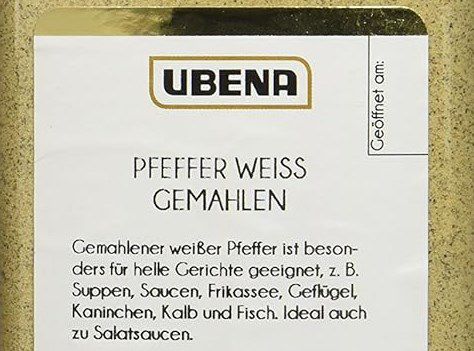 UBENA
Geöffnet am:
PFEFFER WEISS
GEMAHLEN
Gemahlener weißer Pfeffer ist beson-
ders für helle Gerichte geeignet, z. B.
Suppen, Saucen, Frikassee, Geflügel,
Kaninchen, Kalb und Fisch. Ideal auch
zu Salatsaucen.